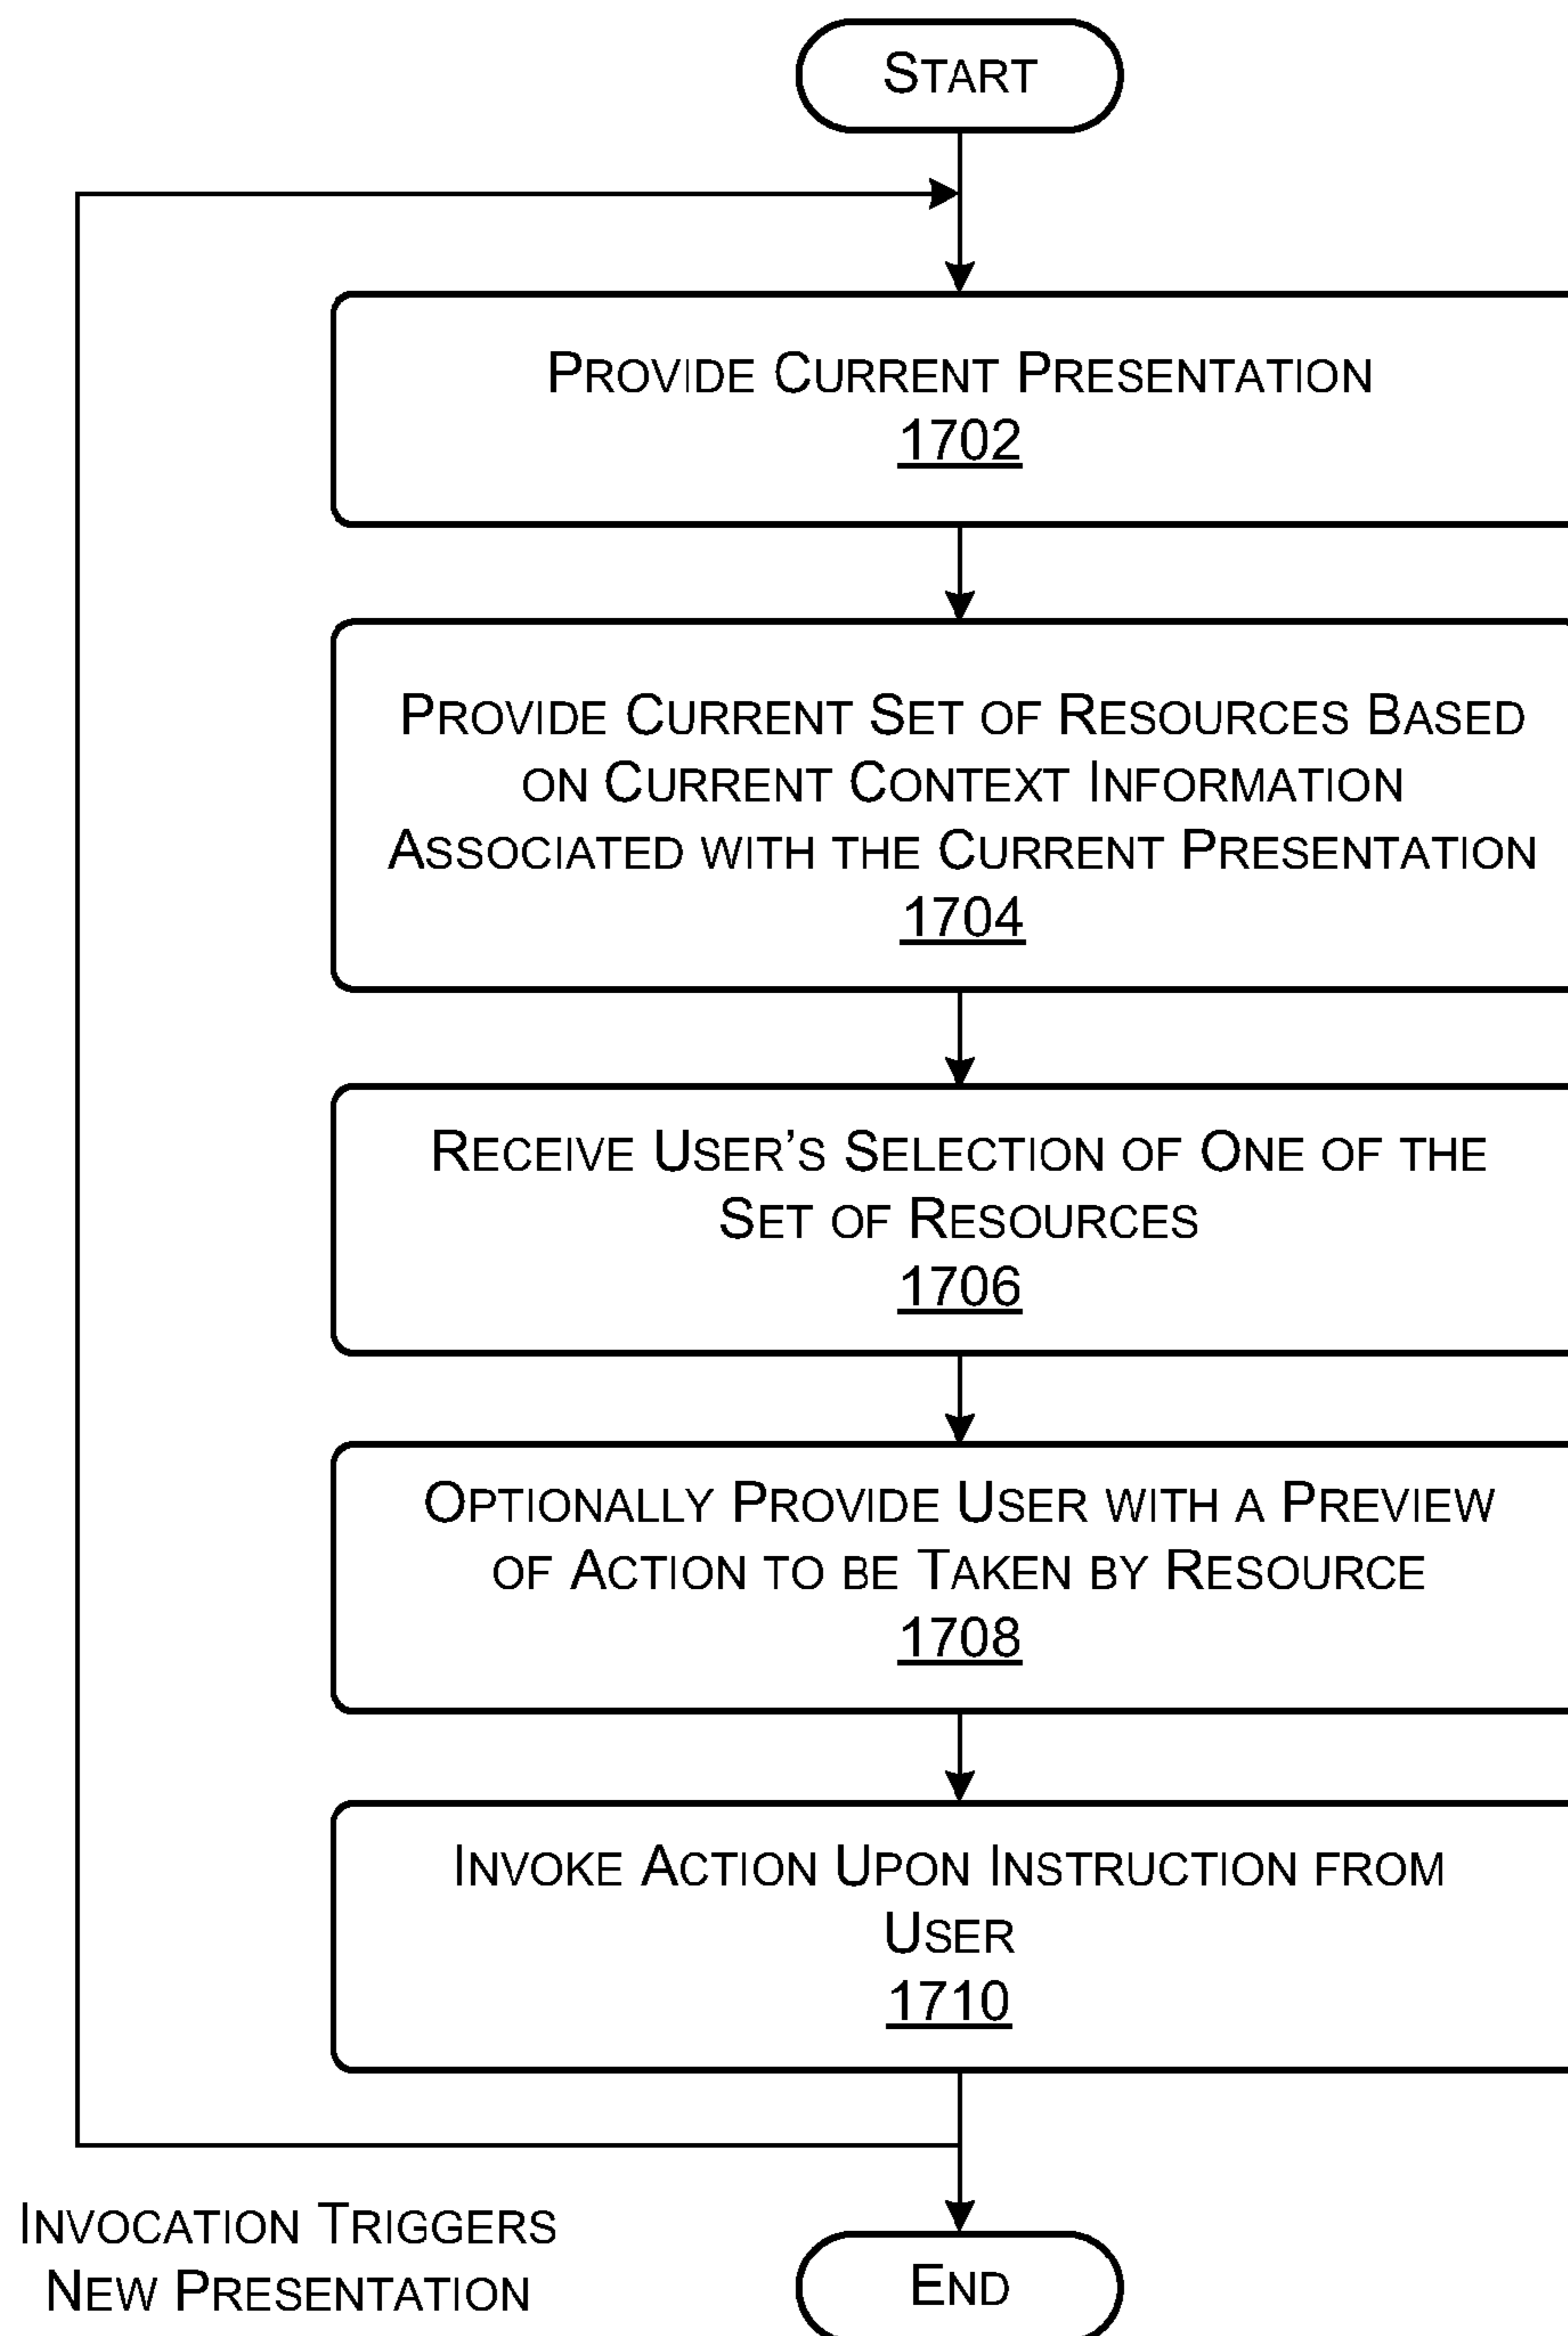 START
PROVIDE CURRENT PRESENTATION
1702
PROVIDE CURRENT SET OF RESOURCES BASED
ON CURRENT CONTEXT INFORMATION
ASSOCIATED WITH THE CURRENT PRESENTATION
1704
RECEIVE USER'S SELECTION OF ONE OF THE
SET OF RESOURCES
1706
OPTIONALLY PROVIDE USER WITH A PREVIEW
OF ACTION TO BE TAKEN BY RESOURCE
1708
INVOKE ACTION UPON INSTRUCTION FROM
USER
1710
INVOCATION TRIGGERS
NEW PRESENTATION
END